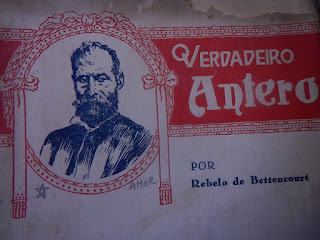 VERDADEIRO
Antero
POR
Rebelo de Bettencourt
AMOR